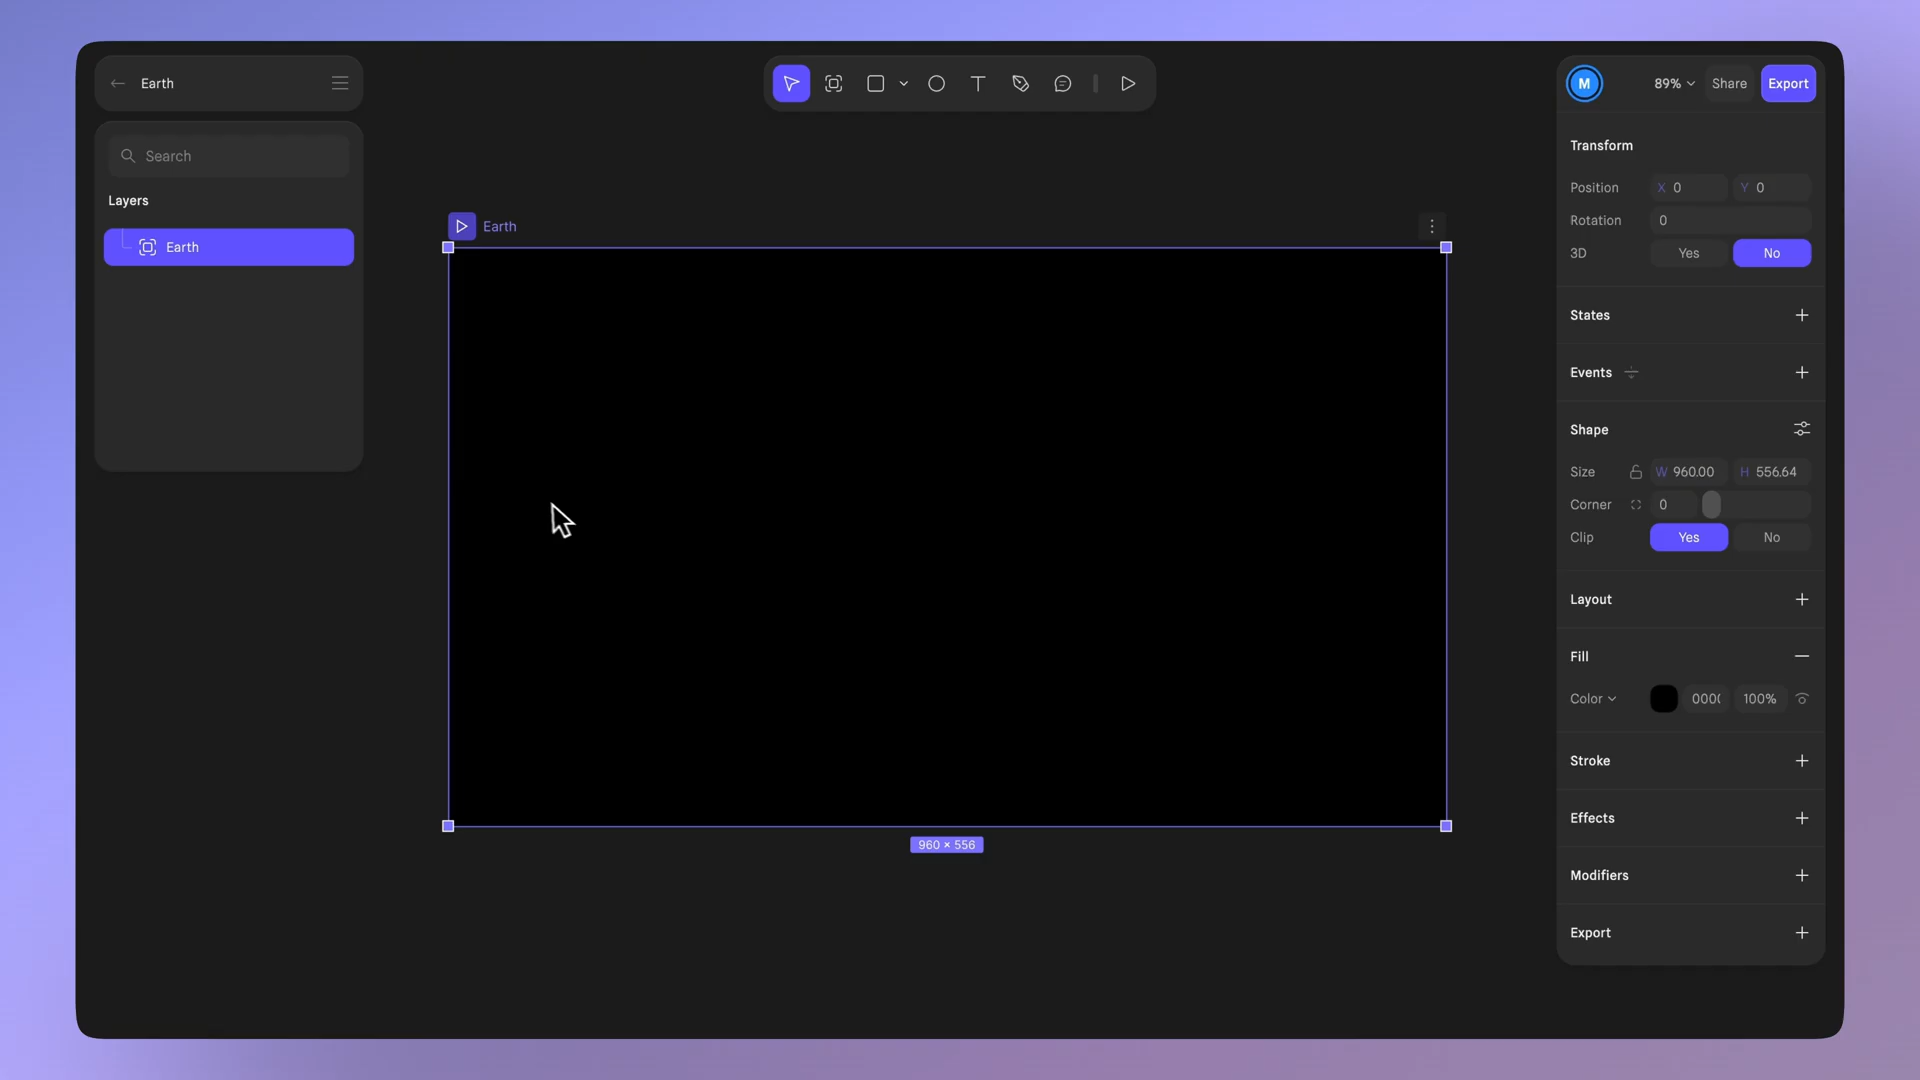 Earth
M
89%
Share
Export
Search
Layers
Earth
Earth
960 × 556
Transform
Position
X 0
Y 0
Rotation
0
3D
Yes
No
States
Events
Shape
Size
W 960.00
H 556.64
Corner
0
Clip
Yes
No
Layout
Fill
Color
000(
100%
Stroke
Effects
Modifiers
Export